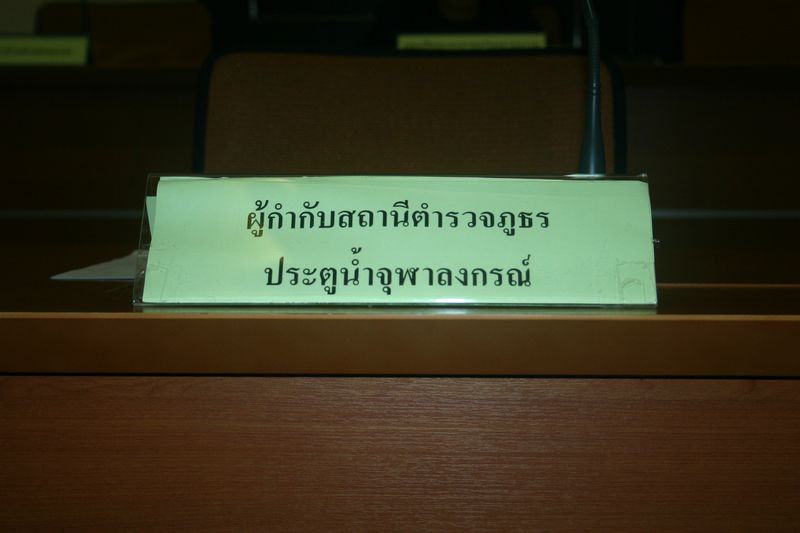 ผู้กำกับสถานีตำรวจภูธร
ประตูน้ำจุฬาลงกรณ์